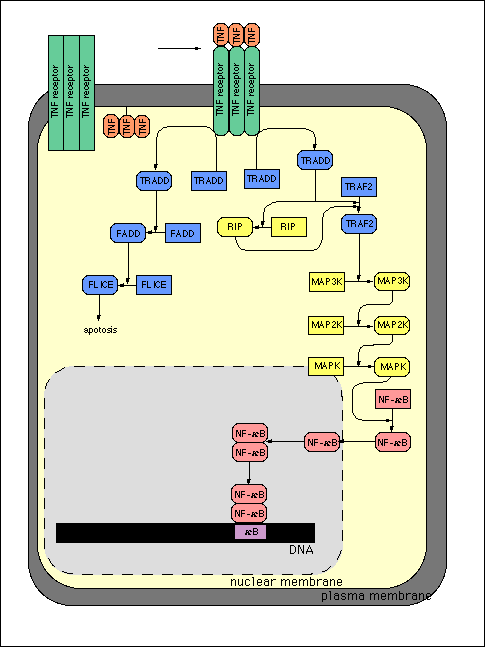 TNF TNF TNF
TNF receptor TNF receptor TNF receptor
TNF receptor TNF receptor TNF receptor
TNF TNF TNF
TRADD
TRADD TRADD TRADD
TRAF2
FADD FADD
RIP RIP
TRAF2
FLICE FLICE
MAP3K MAP3K
apotosis
MAP2K MAP2K
MAPK MAPK
NF-κB
NF-κB NF-κB NF-κB
NF-κB
NF-κB
NF-κB
κB
DNA
nuclear membrane
plasma membrane